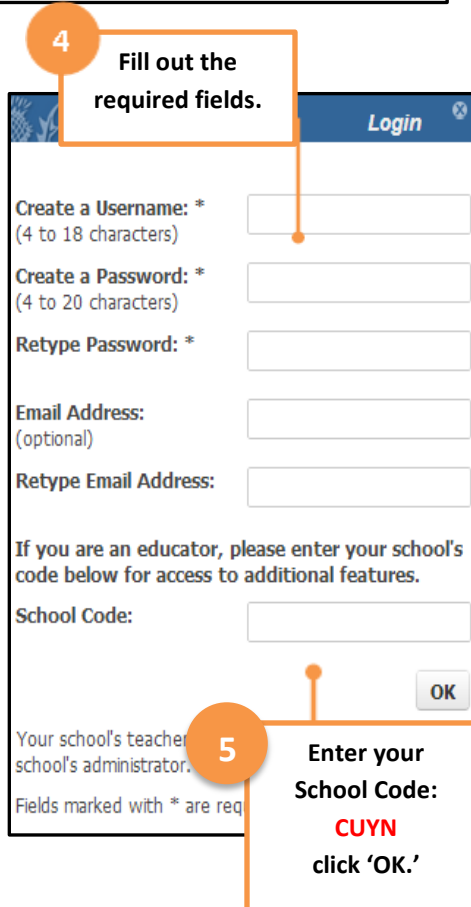 4
Fill out the
required fields.
Login
Create a Username: *
(4 to 18 characters)
Create a Password: *
(4 to 20 characters)
Retype Password: *
Email Address:
(optional)
Retype Email Address:
If you are an educator, please enter your school's
code below for access to additional features.
School Code:
OK
Your school's teacher
school's administrator.
Fields marked with * are
5
Enter your
School Code:
CUYN
click ‘OK.’